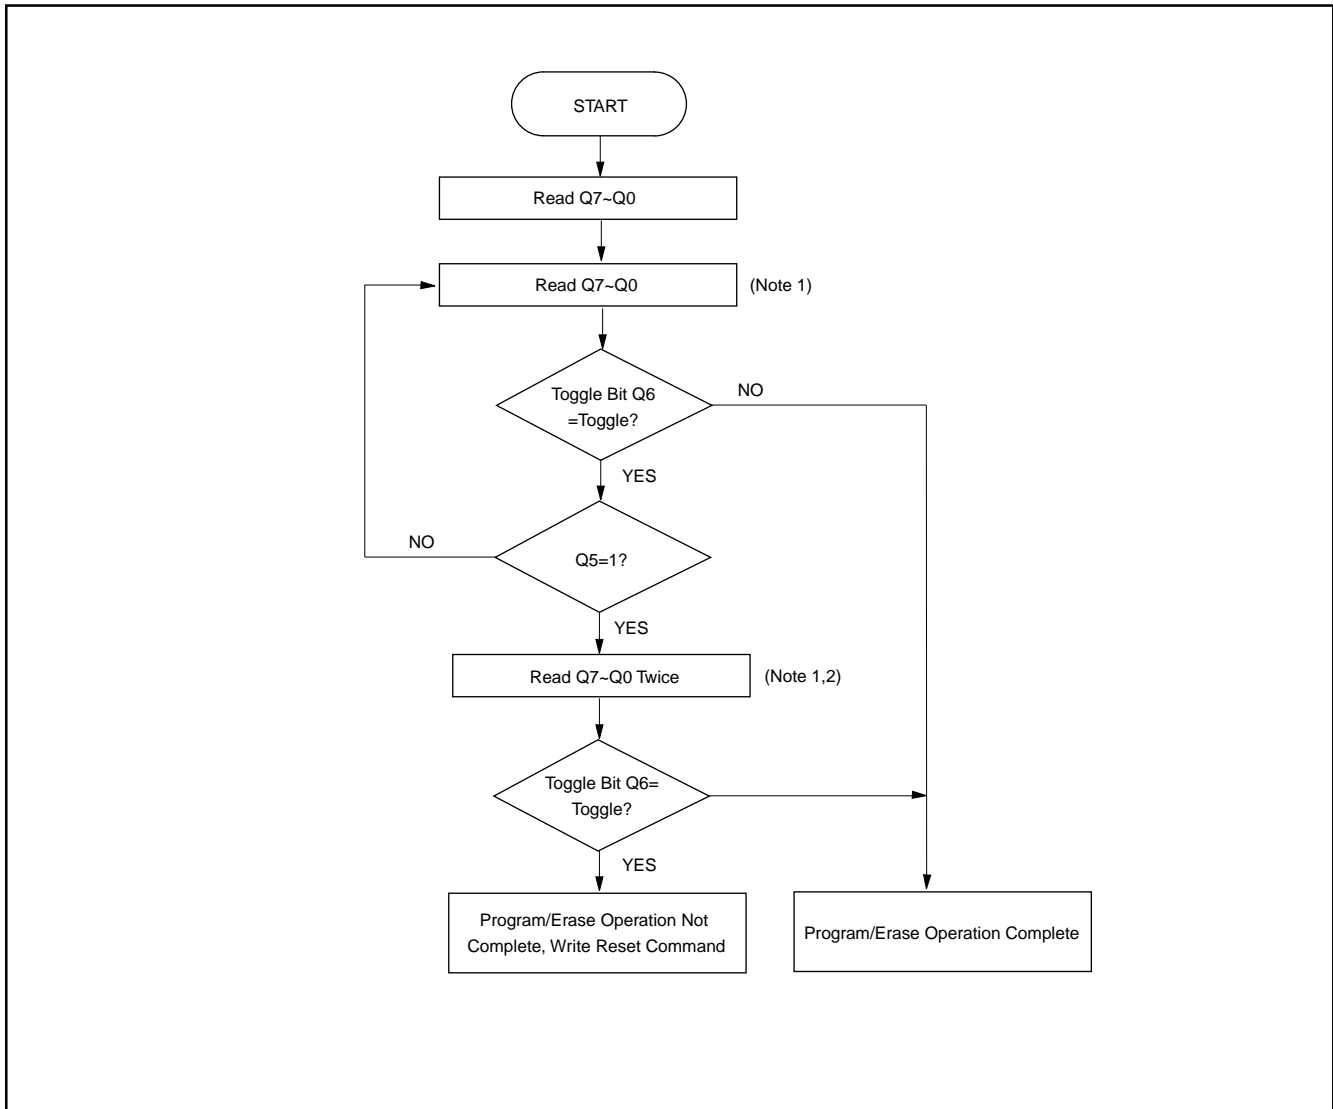 START
Read Q7~Q0
Read Q7~Q0
(Note 1)
Toggle Bit Q6
=Toggle?
NO
YES
NO
Q5=1?
YES
Read Q7~Q0 Twice
(Note 1,2)
Toggle Bit Q6=
Toggle?
YES
Program/Erase Operation Not
Complete, Write Reset Command
Program/Erase Operation Complete